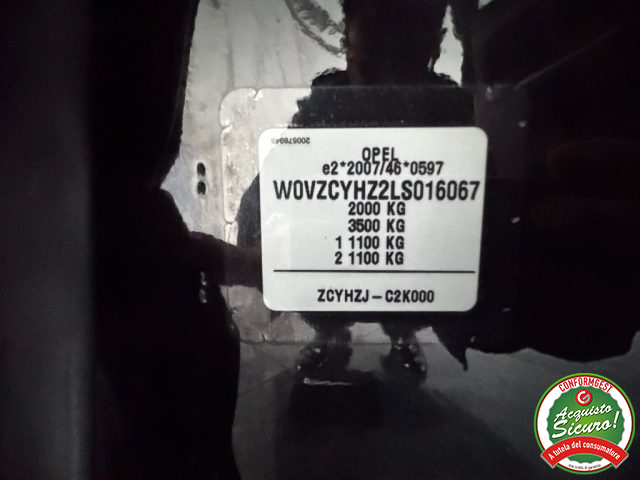 200578949
OPEL
e2*2007/46*0597
W0VZCYHZ2LS016067
2000 KG
3500 KG
1 1100 KG
2 1100 KG
ZCYHZJ-C2K000
CONFORMGEST
Acquisto
Sicuro!
A tutela del consumatore